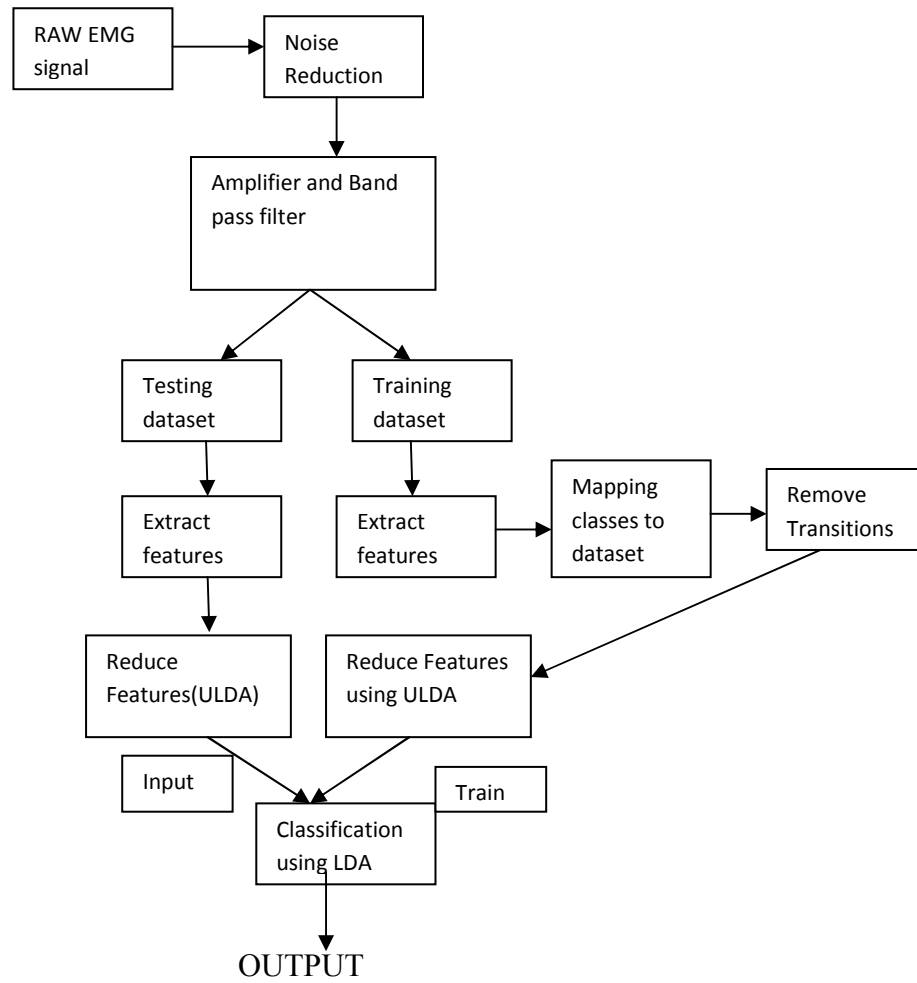 RAW EMG
signal
Noise
Reduction
Amplifier and Band
pass filter
Testing
dataset
Training
dataset
Extract
features
Extract
features
Mapping
classes to
dataset
Remove
Transitions
Reduce
Features(ULDA)
Reduce Features
using ULDA
Input
Train
Classification
using LDA
OUTPUT